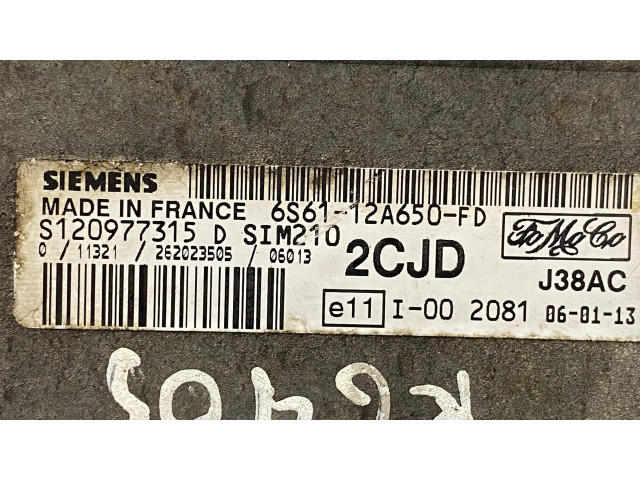 SIEMENS
MADE IN FRANCE 6S61-12A650-FD
S120977315 D SIM210
0 / 11321 / 262023505 / 06013
2CJD
FoMoCo
J38AC
e11 I-00 2081 06-01-13